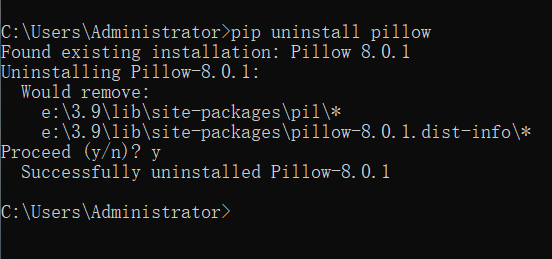 C:\Users\Administrator>pip uninstall pillow
Found existing installation: Pillow 8.0.1
Uninstalling Pillow-8.0.1:
  Would remove:
    e:\3.9\lib\site-packages\pil\*
    e:\3.9\lib\site-packages\pillow-8.0.1.dist-info\*
Proceed (y/n)? y
  Successfully uninstalled Pillow-8.0.1
C:\Users\Administrator>